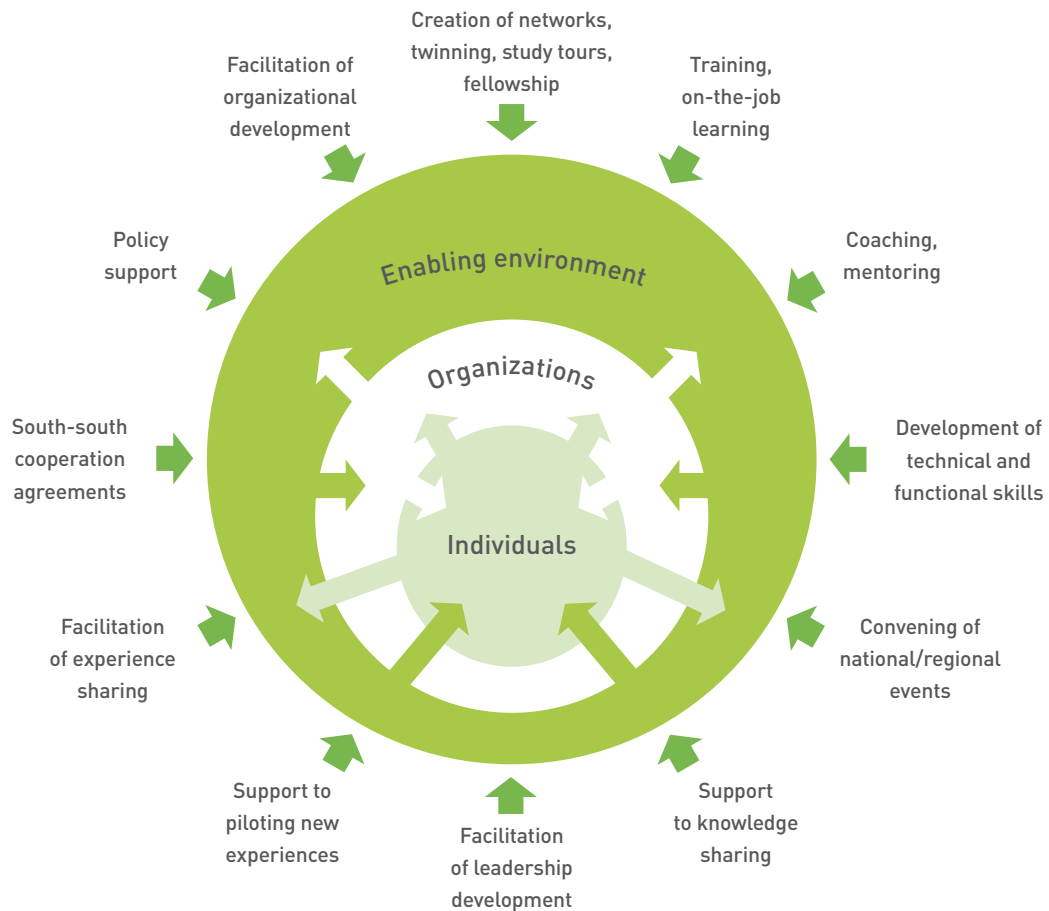 Creation of networks,
twinning, study tours,
fellowship
Facilitation of
organizational
development
Training,
on-the-job
learning
Policy
support
Coaching,
mentoring
Enabling environment
Organizations
South-south
cooperation
agreements
Development of
technical and
functional skills
Individuals
Facilitation
of experience
sharing
Convening of
national/regional
events
Support to
piloting new
experiences
Facilitation
of leadership
development
Support
to knowledge
sharing